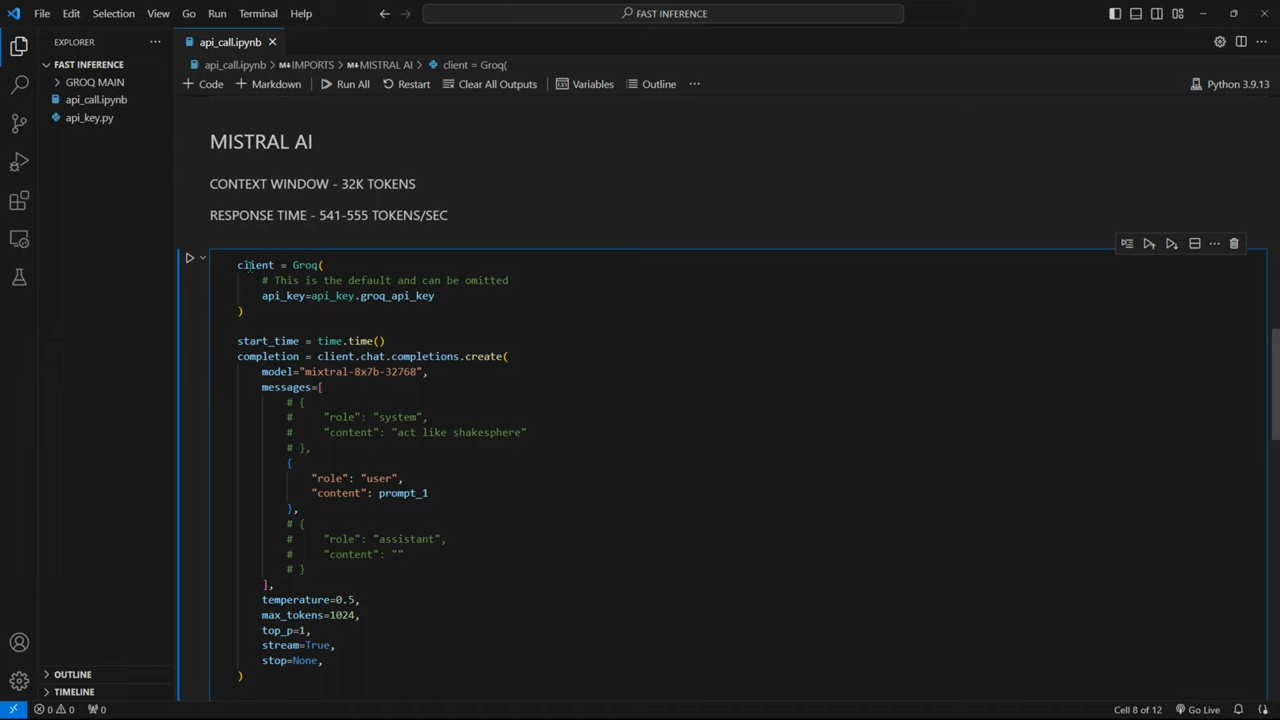 File Edit Selection View Go Run Terminal Help
FAST INFERENCE
EXPLORER
FAST INFERENCE
GROQ MAIN
api_call.ipynb
api_key.py
OUTLINE
TIMELINE
api_call.ipynb
api_call.ipynb > M↓IMPORTS > M↓MISTRAL AI > client = Groq(
+ Code + Markdown Run All Restart Clear All Outputs Variables Outline ... Python 3.9.13
MISTRAL AI
CONTEXT WINDOW - 32K TOKENS
RESPONSE TIME - 541-555 TOKENS/SEC
client = Groq(
# This is the default and can be omitted
api_key=api_key.groq_api_key
)
start_time = time.time()
completion = client.chat.completions.create(
model="mixtral-8x7b-32768",
messages=[
# {
#     "role": "system",
#     "content": "act like shakesphere"
# },
{
"role": "user",
"content": prompt_1
},
# {
#     "role": "assistant",
#     "content": ""
# }
],
temperature=0.5,
max_tokens=1024,
top_p=1,
stream=True,
stop=None,
)
0 0 0 Cell 8 of 12 Go Live